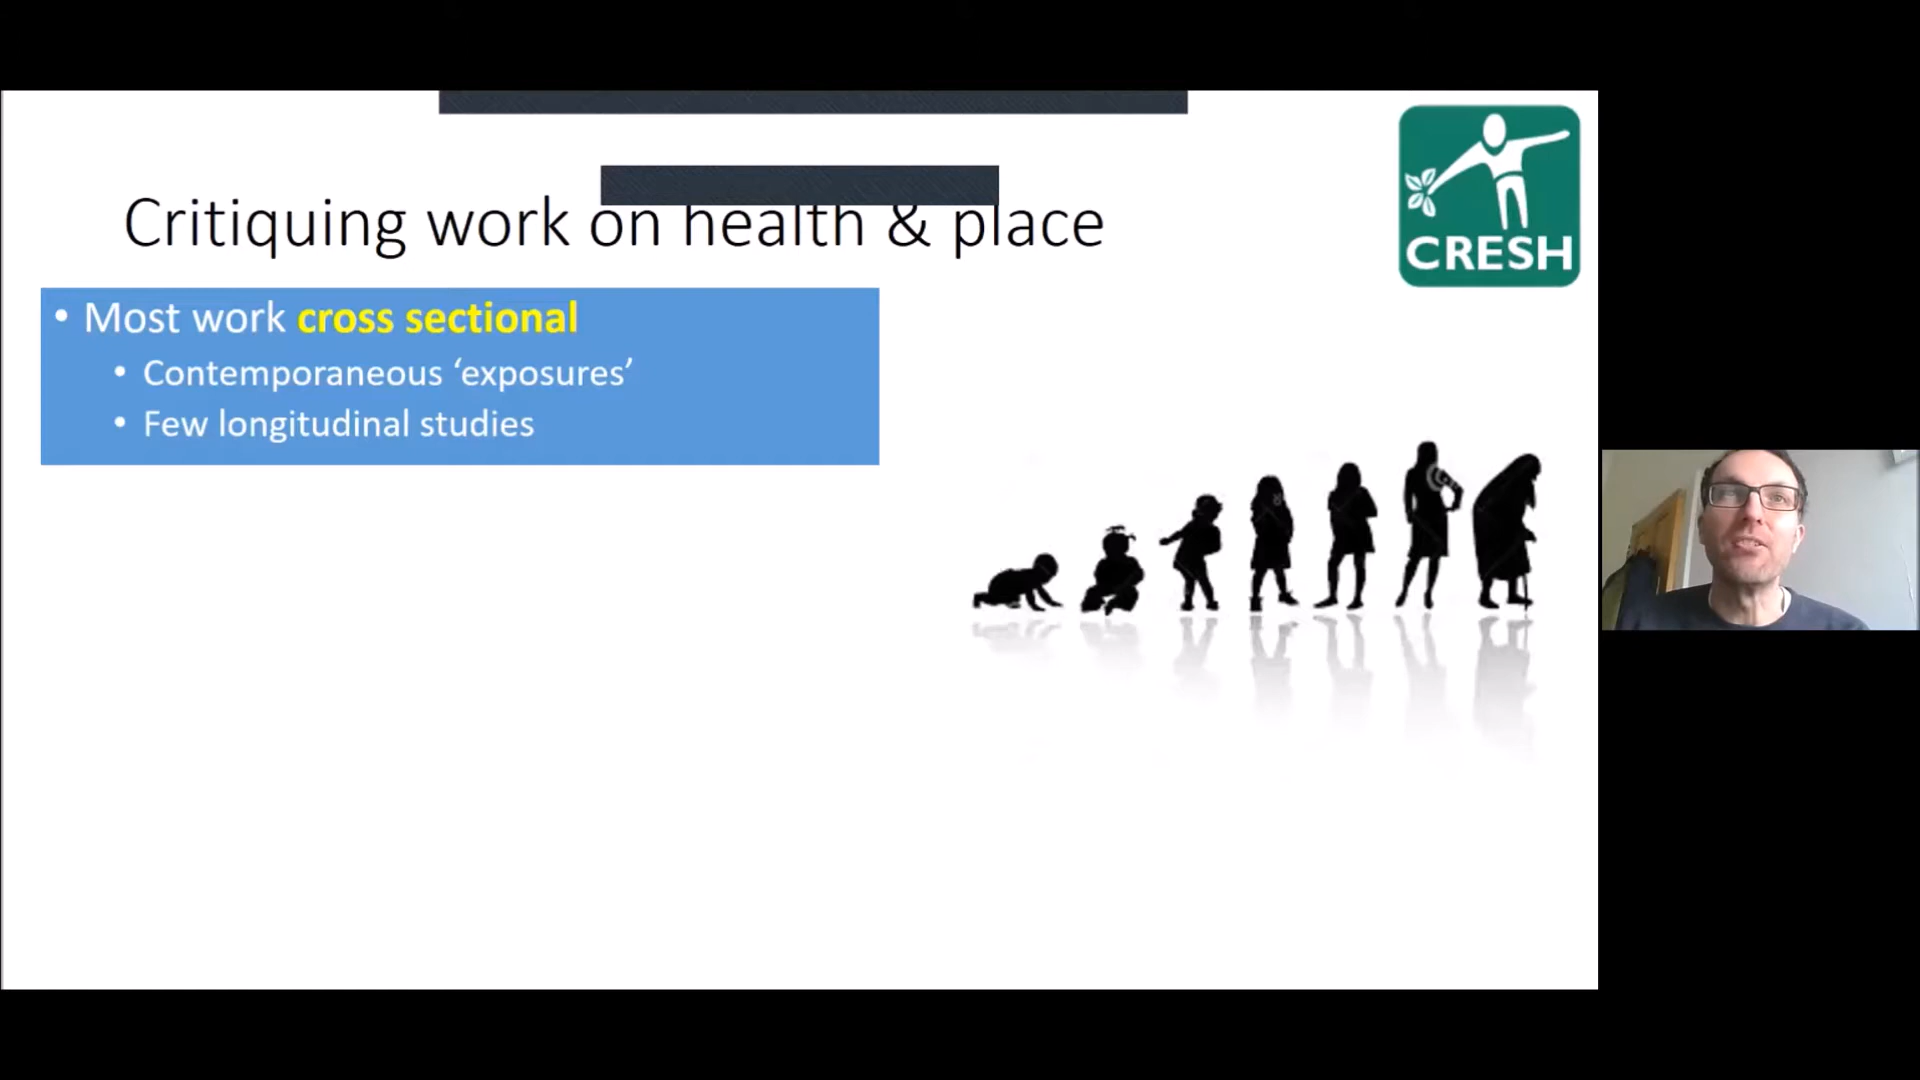 Critiquing work on health & place
CRESH
• Most work cross sectional
• Contemporaneous ‘exposures’
• Few longitudinal studies